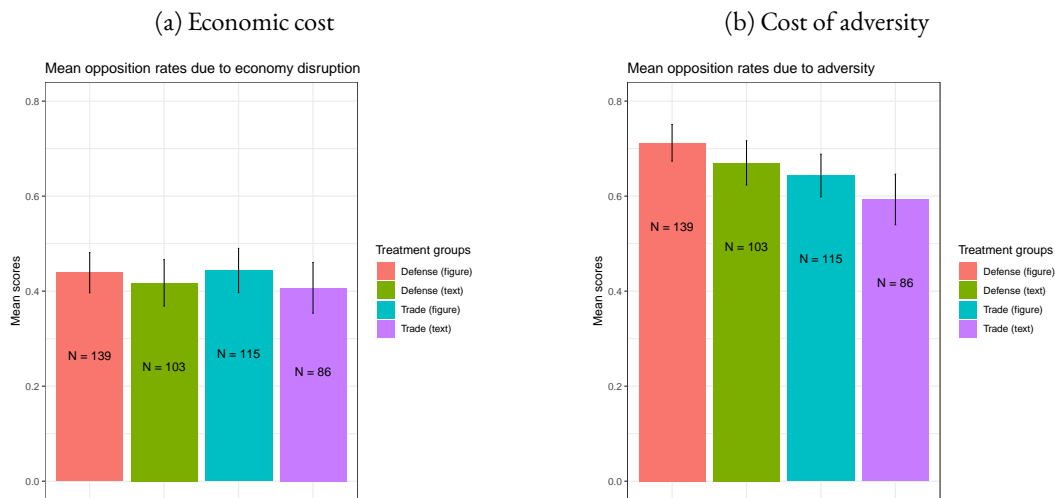 (a) Economic cost
Mean opposition rates due to economy disruption
Mean scores
0.8
0.6
0.4
0.2
0.0
N = 139
N = 103
N = 115
N = 86
Treatment groups
Defense (figure)
Defense (text)
Trade (figure)
Trade (text)
(b) Cost of adversity
Mean opposition rates due to adversity
Mean scores
0.8
0.6
0.4
0.2
0.0
N = 139
N = 103
N = 115
N = 86
Treatment groups
Defense (figure)
Defense (text)
Trade (figure)
Trade (text)